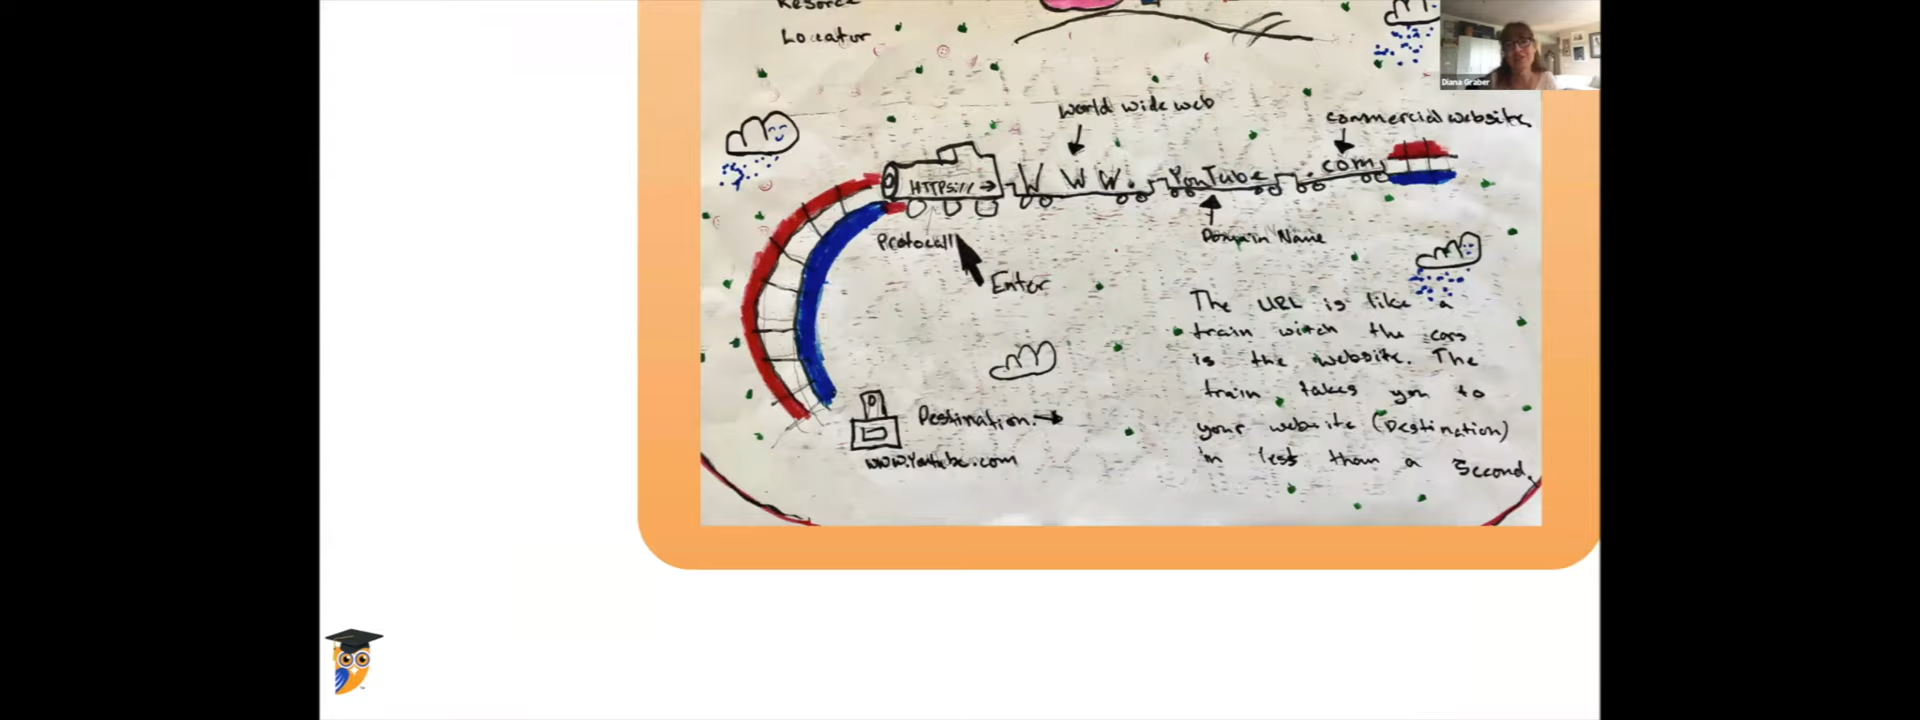 Resorce
Locator
Diana Graber
World wide web
commercial website
HTTPS:// →
W W W.
YouTube
.com
Protocall
Domain Name
Enter
The URL is like a
train witch the cars
is the website. The
train takes you to
your website (Destination)
in less than a second.
Destination. →
www.Youtube.com